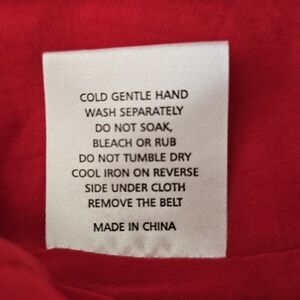 COLD GENTLE HAND
WASH SEPARATELY
DO NOT SOAK,
BLEACH OR RUB
DO NOT TUMBLE DRY
COOL IRON ON REVERSE
SIDE UNDER CLOTH
REMOVE THE BELT
MADE IN CHINA